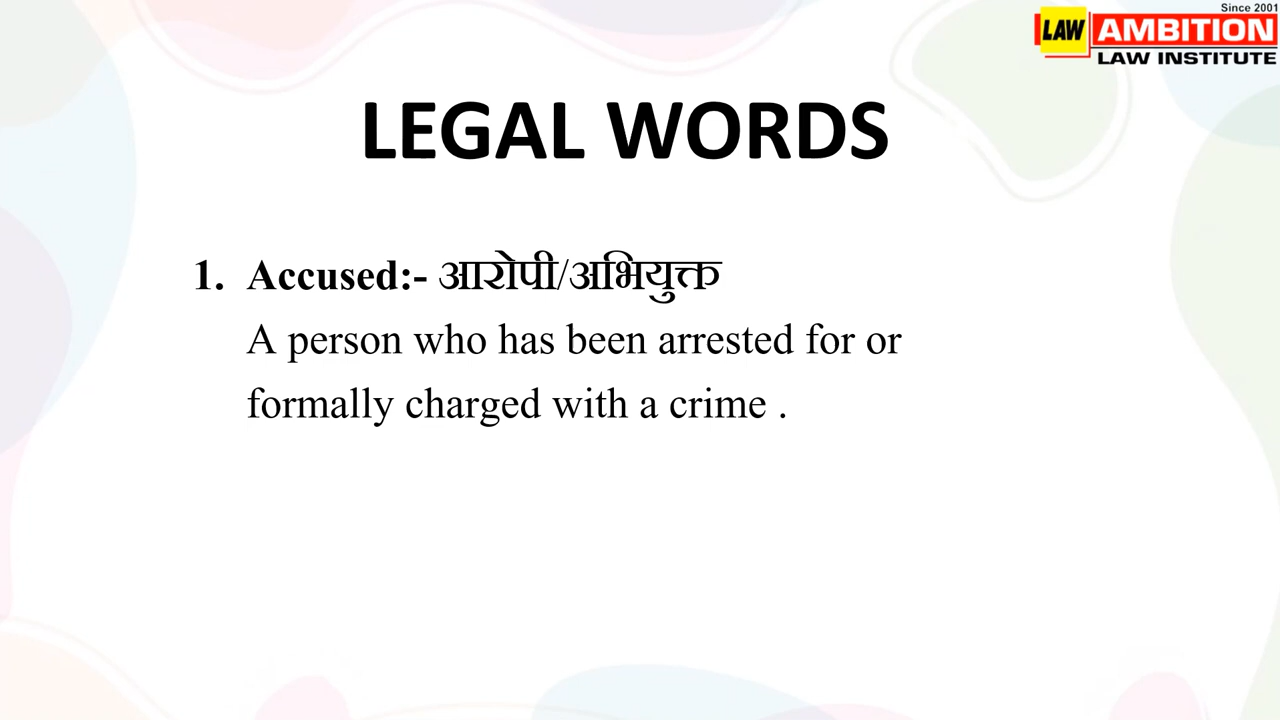 Since 2001
LAW AMBITION
LAW INSTITUTE
LEGAL WORDS
1. Accused:- आरोपी/अभियुक्त
A person who has been arrested for or
formally charged with a crime .